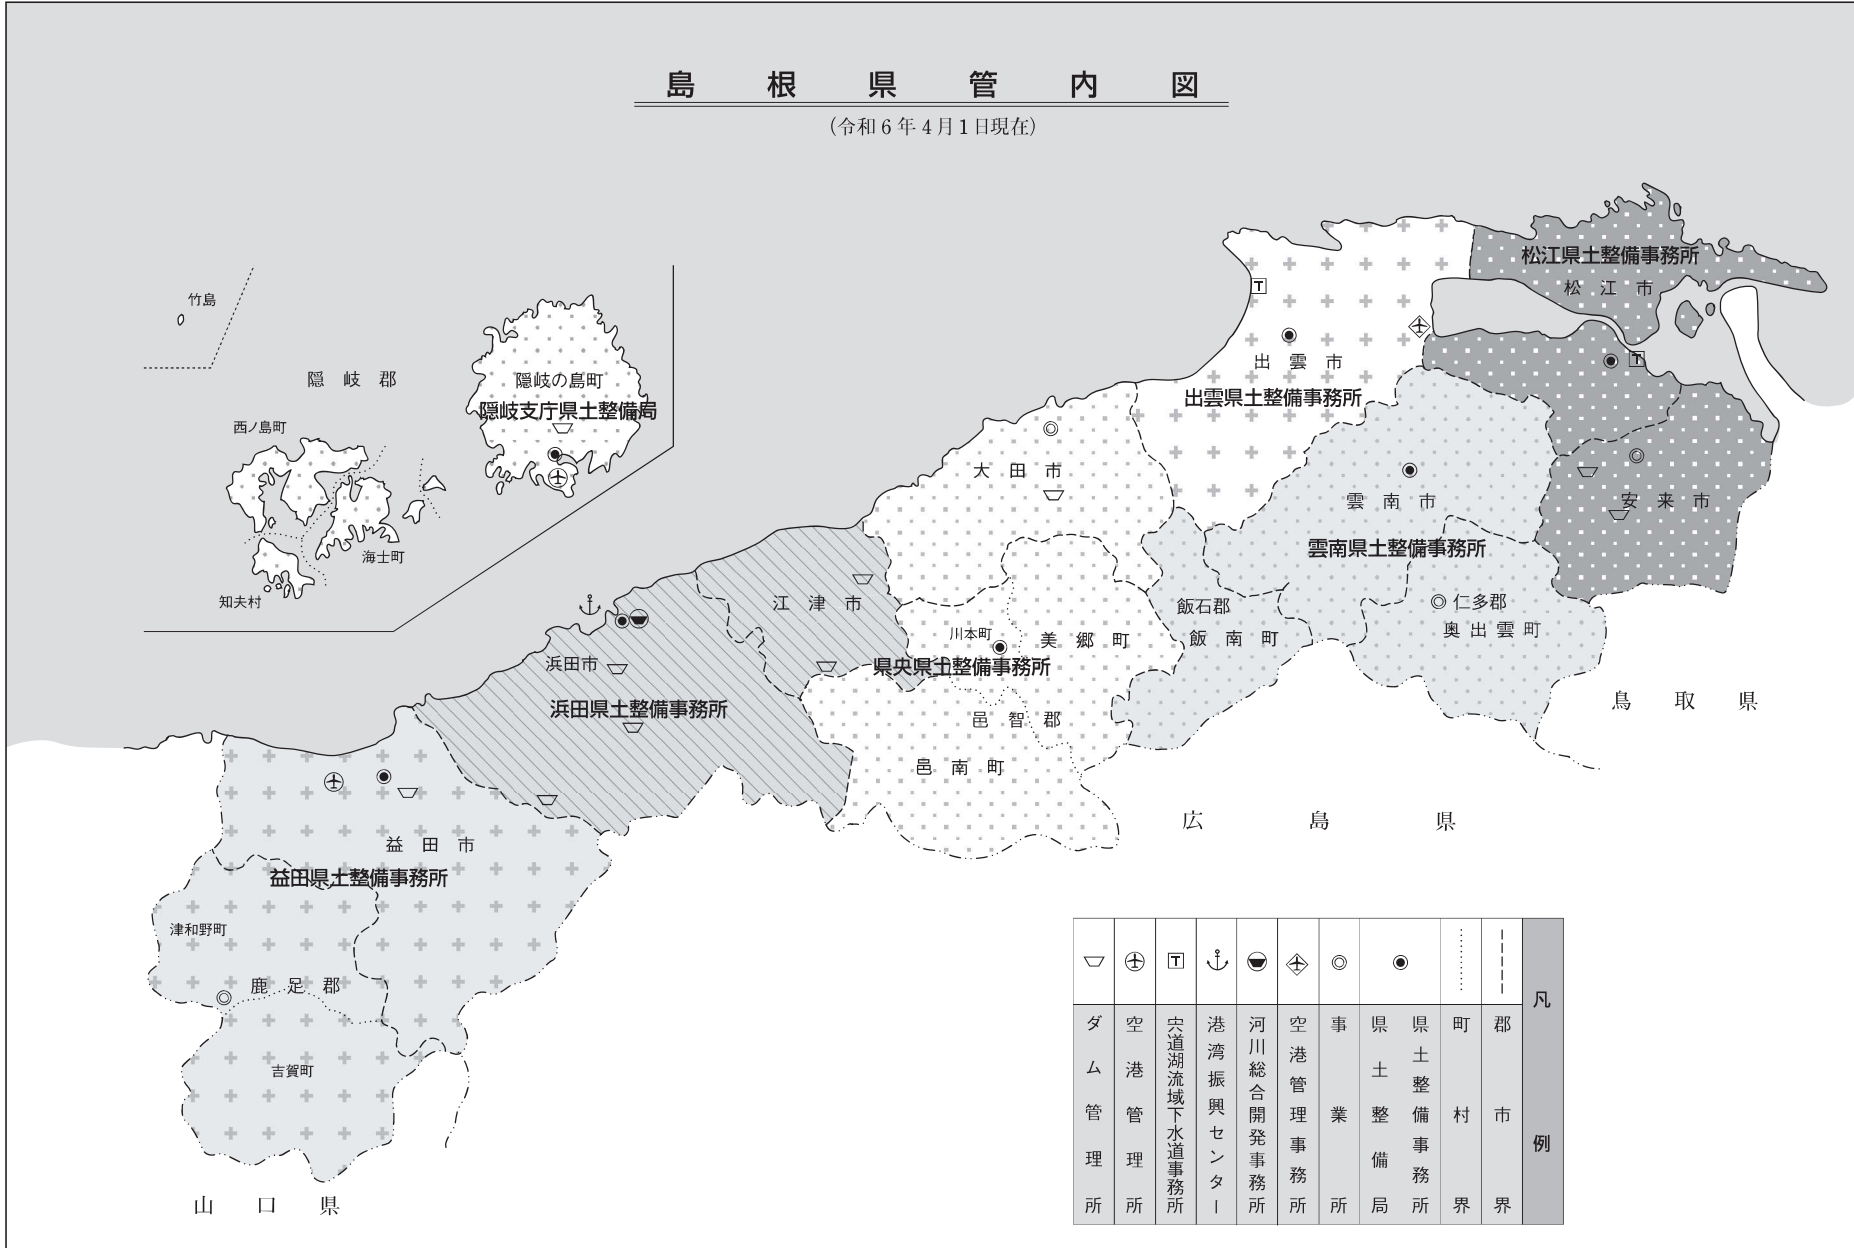 島根県管内図
(令和6年4月1日現在)
竹島
隠岐郡
隠岐の島町
隠岐支庁県土整備局
西ノ島町
海士町
知夫村
松江県土整備事務所
松江市
出雲市
出雲県土整備事務所
大田市
雲南市
安来市
雲南県土整備事務所
江津市
飯石郡
飯南町
仁多郡
奥出雲町
川本町
美郷町
県央県土整備事務所
浜田市
浜田県土整備事務所
邑智郡
邑南町
鳥取県
広島県
益田市
益田県土整備事務所
津和野町
鹿足郡
吉賀町
山口県
凡例
郡市界
町村界
県土整備事務所
県土整備局
事業所
空港管理事務所
河川総合開発事務所
港湾振興センター
宍道湖流域下水道事務所
空港管理所
ダム管理所